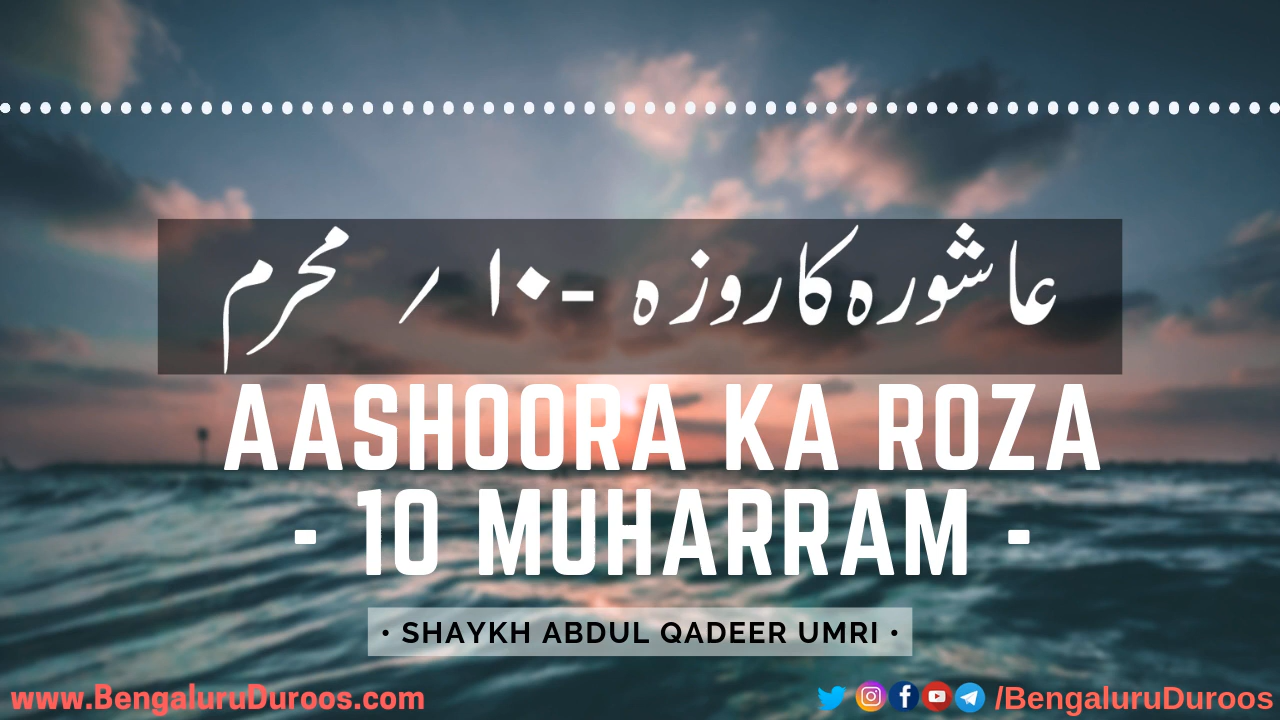 عاشورہ کا روزہ -۱۰ ؍ محرم
AASHOORA KA ROZA
- 10 MUHARRAM -
• SHAYKH ABDUL QADEER UMRI •
www.BengaluruDuroos.com
/BengaluruDuroos